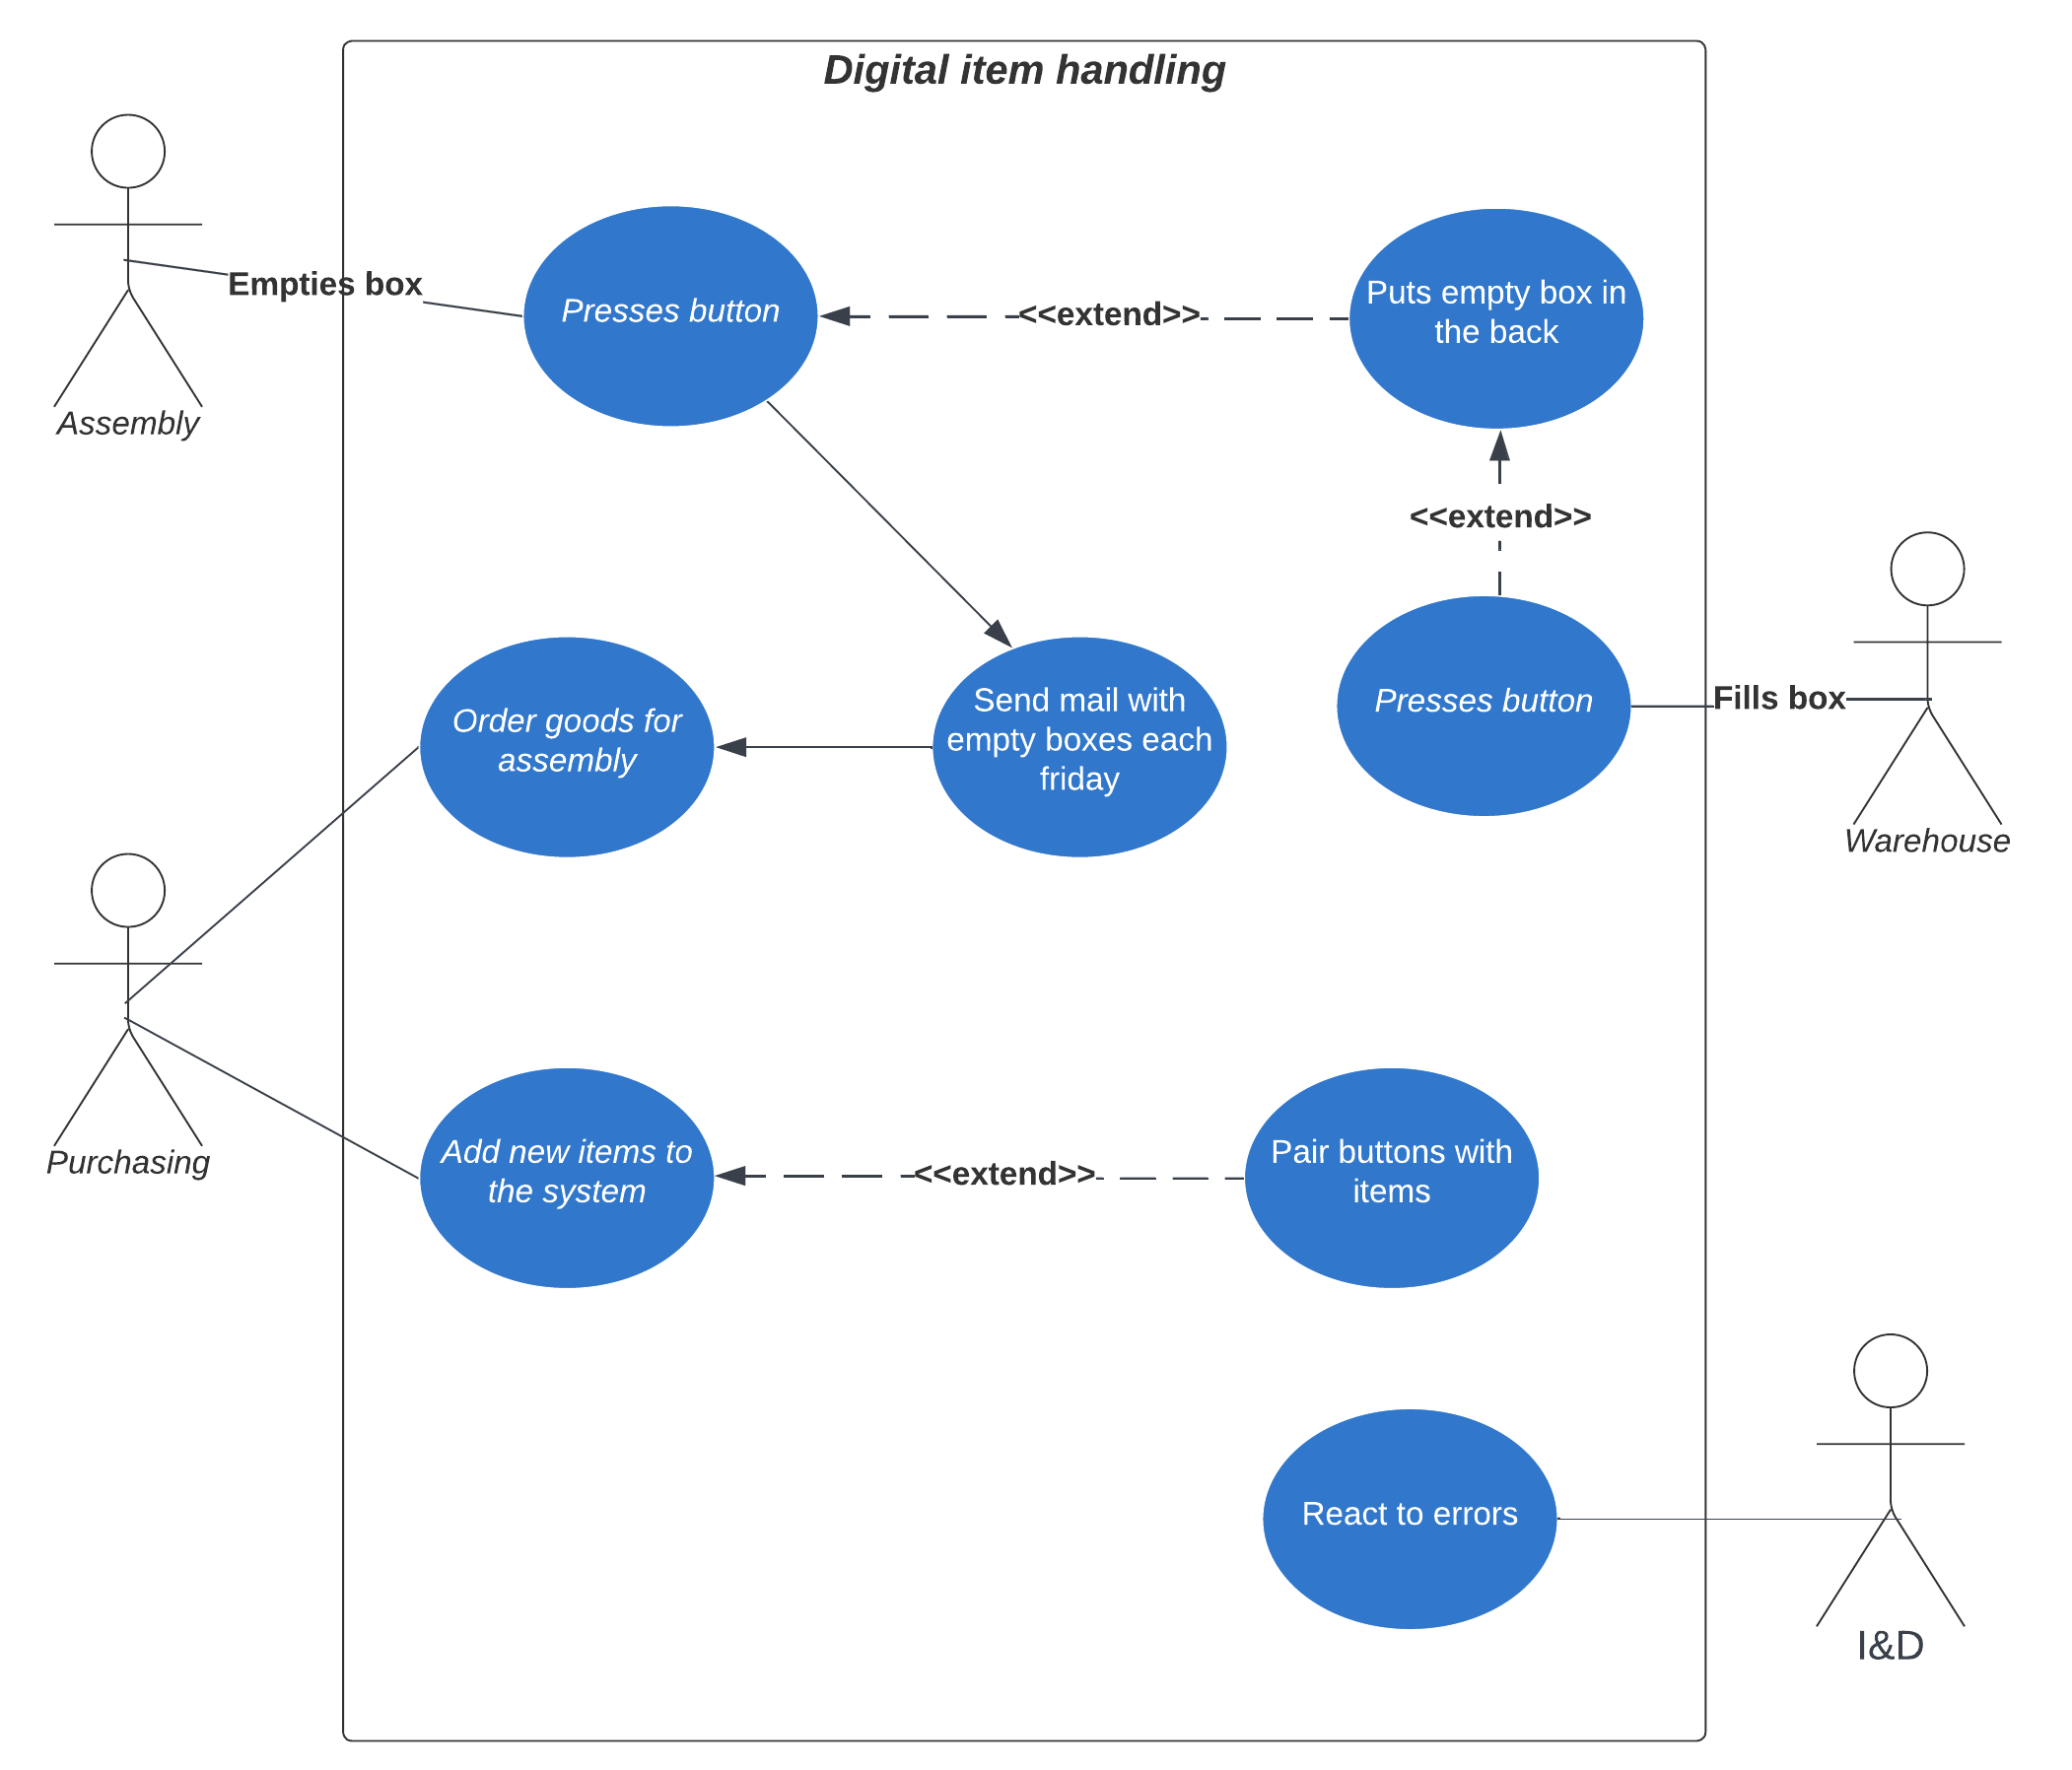 Digital item handling
Empties box
Assembly
Presses button
<<extend>>
Puts empty box in
the back
<<extend>>
Order goods for
assembly
Send mail with
empty boxes each
friday
Presses button
Fills box
Warehouse
Purchasing
Add new items to
the system
<<extend>>
Pair buttons with
items
React to errors
I&D